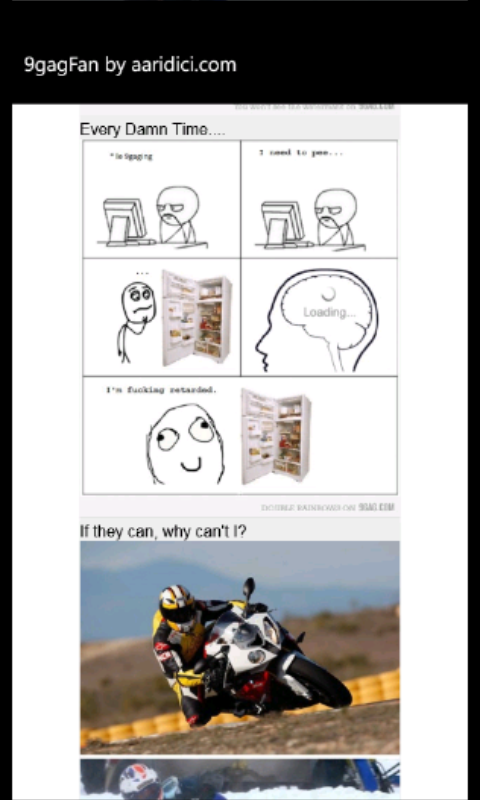 9gagFan by aaridici.com
Every Damn Time....
* le 9gaging
I need to pee...
...
Loading...
I'm fucking retarded.
DOUBLE RAINBOWS ON 9GAG.COM
If they can, why can't I?